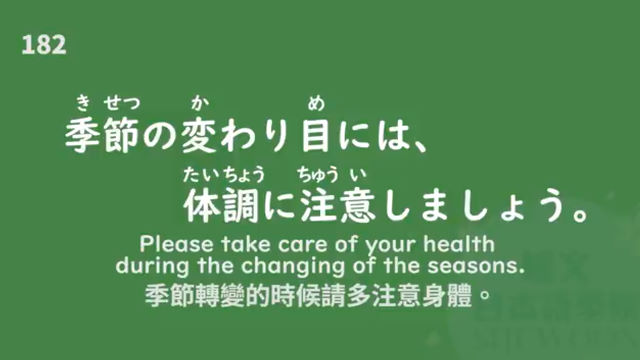 182
き せつ か め
季節の変わり目には、
たいちょう ちゅう い
体調に注意しましょう。
Please take care of your health
during the changing of the seasons.
季節轉變的時候請多注意身體。